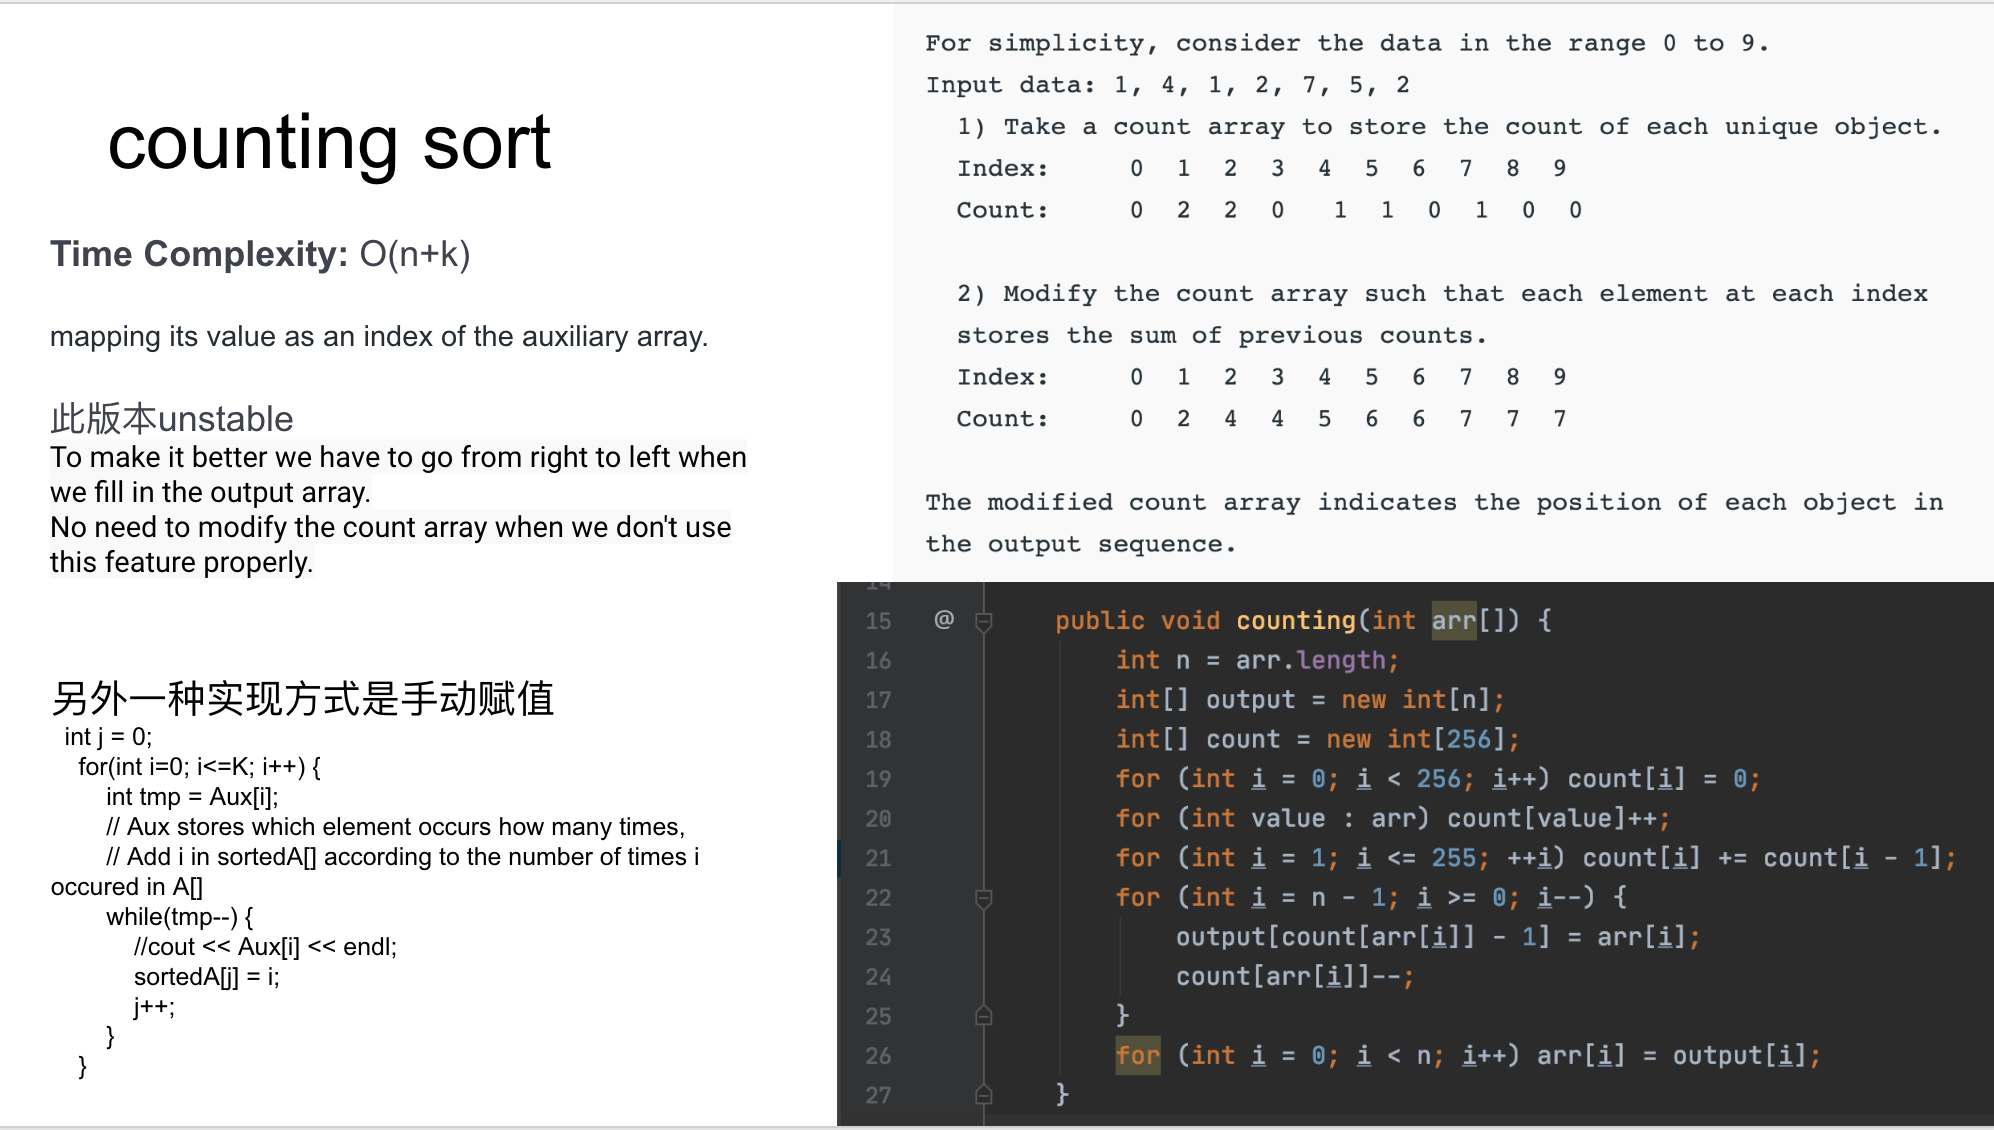 counting sort
Time Complexity: O(n+k)
mapping its value as an index of the auxiliary array.
此版本unstable
To make it better we have to go from right to left when
we fill in the output array.
No need to modify the count array when we don't use
this feature properly.
另外一种实现方式是手动赋值
int j = 0;
for(int i=0; i<=K; i++) {
int tmp = Aux[i];
// Aux stores which element occurs how many times,
// Add i in sortedA[] according to the number of times i
occured in A[]
while(tmp--) {
//cout << Aux[i] << endl;
sortedA[j] = i;
j++;
}
}
For simplicity, consider the data in the range 0 to 9.
Input data: 1, 4, 1, 2, 7, 5, 2
1) Take a count array to store the count of each unique object.
Index: 0 1 2 3 4 5 6 7 8 9
Count: 0 2 2 0 1 1 0 1 0 0
2) Modify the count array such that each element at each index
stores the sum of previous counts.
Index: 0 1 2 3 4 5 6 7 8 9
Count: 0 2 4 4 5 6 6 7 7 7
The modified count array indicates the position of each object in
the output sequence.
14
15 @ public void counting(int arr[]) {
16 int n = arr.length;
17 int[] output = new int[n];
18 int[] count = new int[256];
19 for (int i = 0; i < 256; i++) count[i] = 0;
20 for (int value : arr) count[value]++;
21 for (int i = 1; i <= 255; ++i) count[i] += count[i - 1];
22 for (int i = n - 1; i >= 0; i--) {
23 output[count[arr[i]] - 1] = arr[i];
24 count[arr[i]]--;
25 }
26 for (int i = 0; i < n; i++) arr[i] = output[i];
27 }